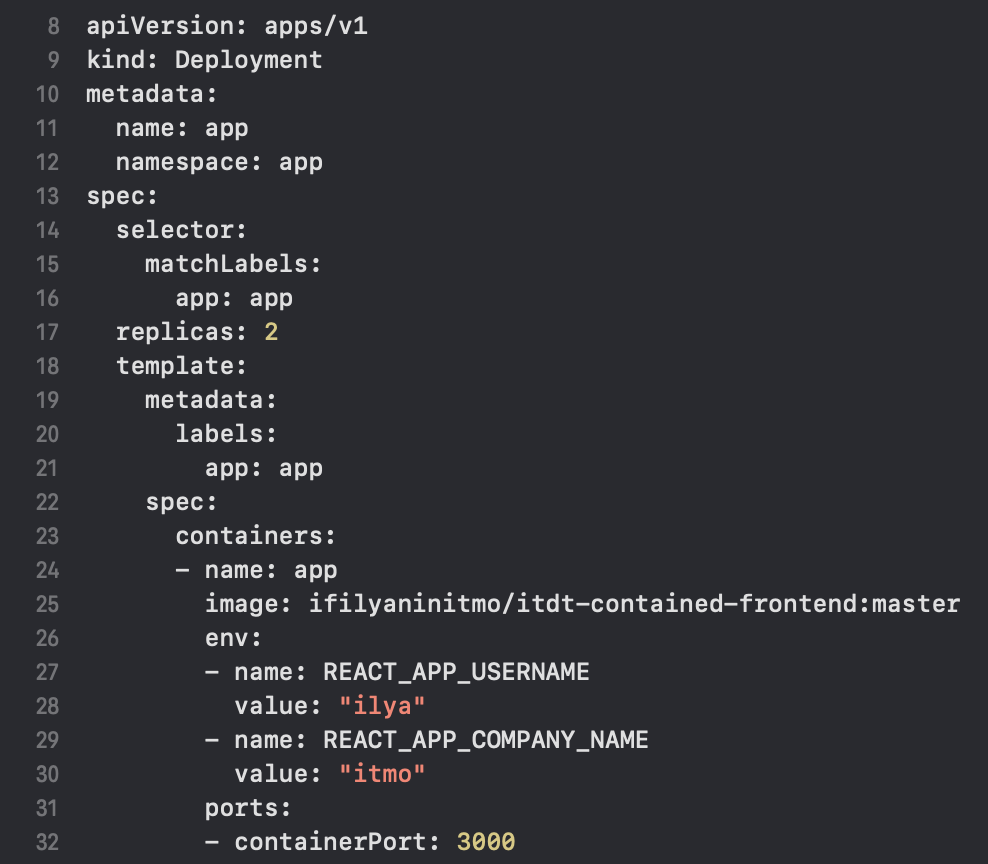 8 apiVersion: apps/v1
9 kind: Deployment
10 metadata:
11   name: app
12   namespace: app
13 spec:
14   selector:
15     matchLabels:
16       app: app
17   replicas: 2
18   template:
19     metadata:
20       labels:
21         app: app
22     spec:
23       containers:
24       - name: app
25         image: ifilyaninitmo/itdt-contained-frontend:master
26         env:
27         - name: REACT_APP_USERNAME
28           value: "ilya"
29         - name: REACT_APP_COMPANY_NAME
30           value: "itmo"
31         ports:
32         - containerPort: 3000